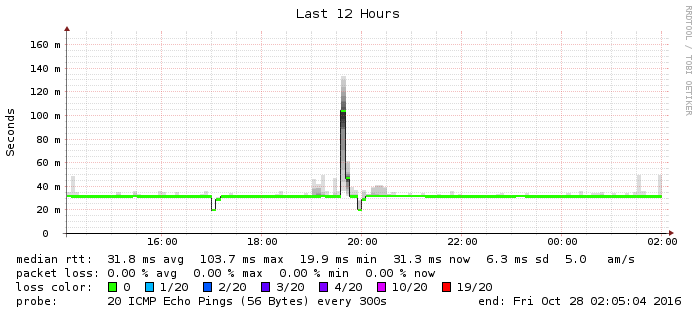 Last 12 Hours
RRDTOOL / TOBI OETIKER
Seconds
160 m
140 m
120 m
100 m
80 m
60 m
40 m
20 m
0
16:00 18:00 20:00 22:00 00:00 02:00
median rtt: 31.8 ms avg 103.7 ms max 19.9 ms min 31.3 ms now 6.3 ms sd 5.0 am/s
packet loss: 0.00 % avg 0.00 % max 0.00 % min 0.00 % now
loss color: 0 1/20 2/20 3/20 4/20 10/20 19/20
probe: 20 ICMP Echo Pings (56 Bytes) every 300s end: Fri Oct 28 02:05:04 2016